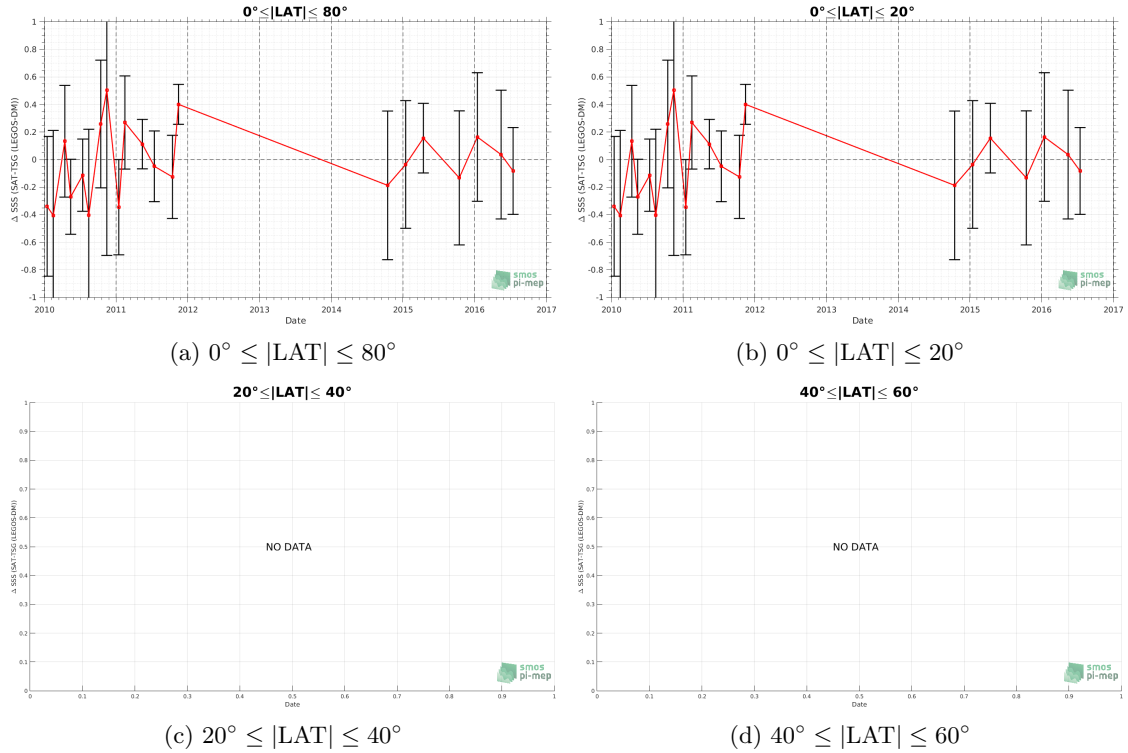 0°≤|LAT|≤ 80°
Δ SSS (SAT-TSG (LEGOS-DM))
1
0.8
0.6
0.4
0.2
0
-0.2
-0.4
-0.6
-0.8
-1
2010 2011 2012 2013 2014 2015 2016 2017
Date
smos
pi-mep
(a) 0° ≤ |LAT| ≤ 80°
0°≤|LAT|≤ 20°
Δ SSS (SAT-TSG (LEGOS-DM))
1
0.8
0.6
0.4
0.2
0
-0.2
-0.4
-0.6
-0.8
-1
2010 2011 2012 2013 2014 2015 2016 2017
Date
smos
pi-mep
(b) 0° ≤ |LAT| ≤ 20°
20°≤|LAT|≤ 40°
Δ SSS (SAT-TSG (LEGOS-DM))
1
0.9
0.8
0.7
0.6
0.5
0.4
0.3
0.2
0.1
0
NO DATA
0 0.1 0.2 0.3 0.4 0.5 0.6 0.7 0.8 0.9 1
Date
smos
pi-mep
(c) 20° ≤ |LAT| ≤ 40°
40°≤|LAT|≤ 60°
Δ SSS (SAT-TSG (LEGOS-DM))
1
0.9
0.8
0.7
0.6
0.5
0.4
0.3
0.2
0.1
0
NO DATA
0 0.1 0.2 0.3 0.4 0.5 0.6 0.7 0.8 0.9 1
Date
smos
pi-mep
(d) 40° ≤ |LAT| ≤ 60°